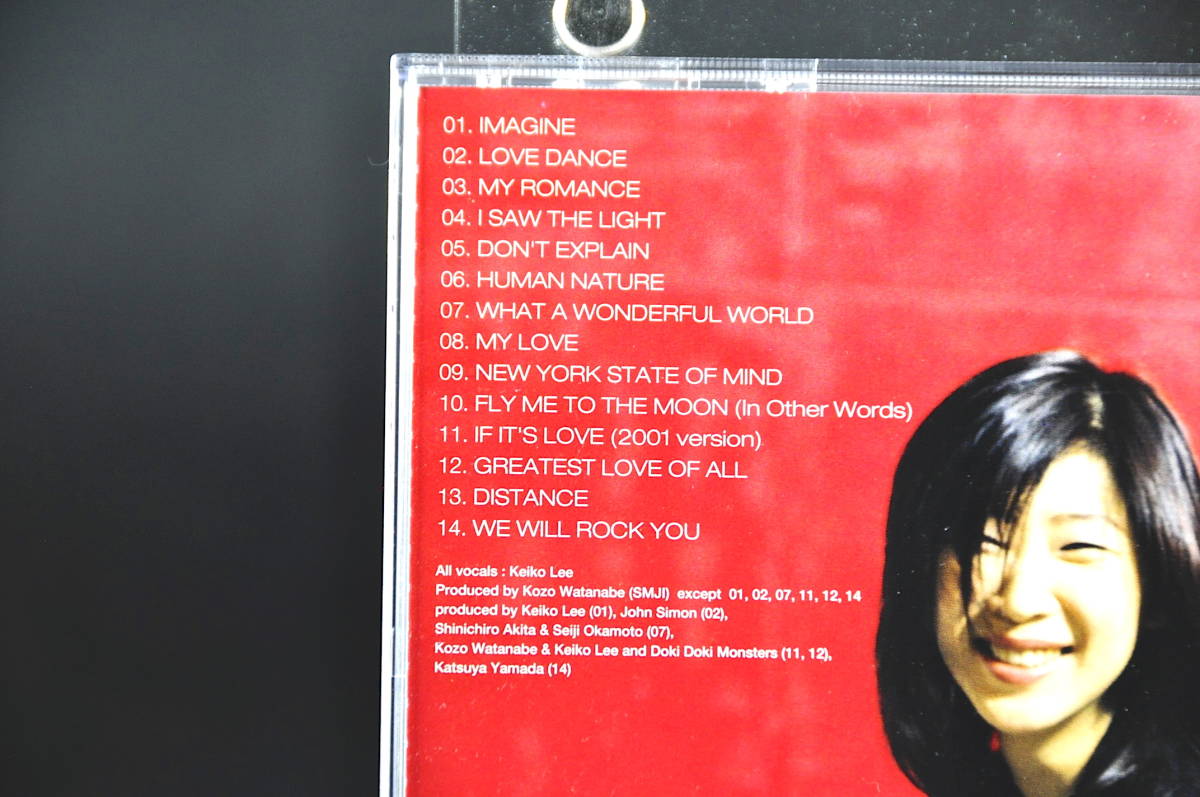 01. IMAGINE
02. LOVE DANCE
03. MY ROMANCE
04. I SAW THE LIGHT
05. DON'T EXPLAIN
06. HUMAN NATURE
07. WHAT A WONDERFUL WORLD
08. MY LOVE
09. NEW YORK STATE OF MIND
10. FLY ME TO THE MOON (In Other Words)
11. IF IT'S LOVE (2001 version)
12. GREATEST LOVE OF ALL
13. DISTANCE
14. WE WILL ROCK YOU
All vocals : Keiko Lee
Produced by Kozo Watanabe (SMJI) except 01, 02, 07, 11, 12, 14
produced by Keiko Lee (01), John Simon (02),
Shinichiro Akita & Seiji Okamoto (07),
Kozo Watanabe & Keiko Lee and Doki Doki Monsters (11, 12),
Katsuya Yamada (14)